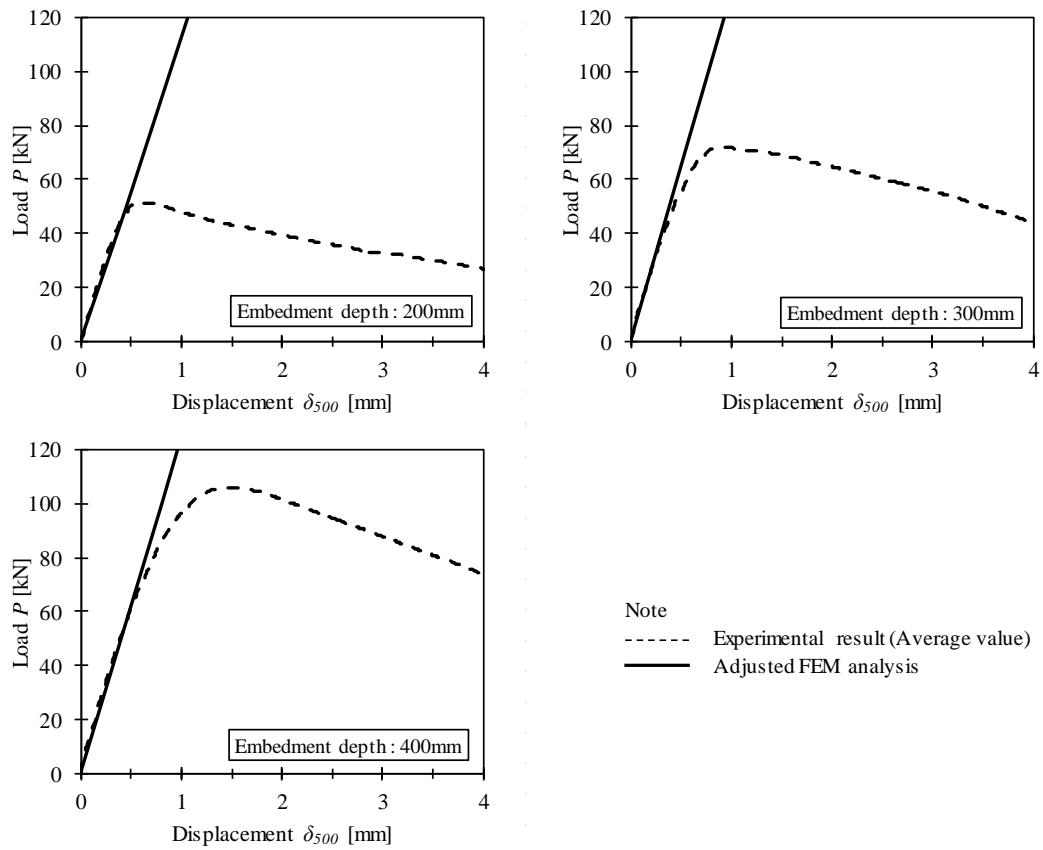 120
100
80
60
40
20
0
Load P [kN]
0 1 2 3 4
Displacement δ500 [mm]
Embedment depth : 200mm
120
100
80
60
40
20
0
Load P [kN]
0 1 2 3 4
Displacement δ500 [mm]
Embedment depth : 300mm
120
100
80
60
40
20
0
Load P [kN]
0 1 2 3 4
Displacement δ500 [mm]
Embedment depth : 400mm
Note
Experimental result (Average value)
Adjusted FEM analysis